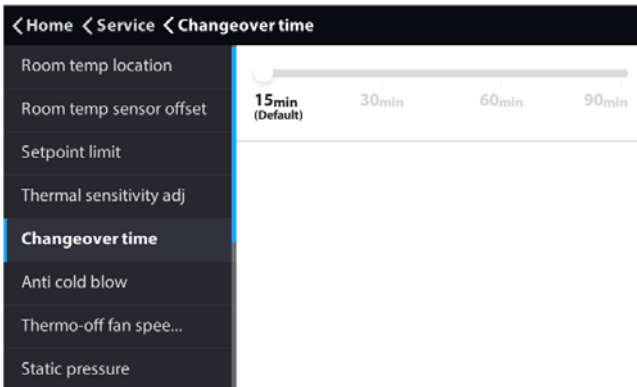 Home Service Changeover time
Room temp location
Room temp sensor offset
Setpoint limit
Thermal sensitivity adj
Changeover time
Anti cold blow
Thermo-off fan spee...
Static pressure
15min 30min 60min 90min
(Default)